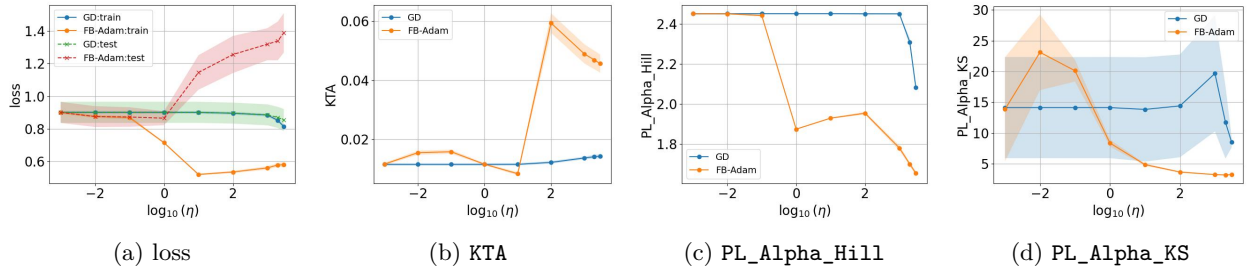 GD:train
FB-Adam:train
GD:test
FB-Adam:test
loss
1.4
1.2
1.0
0.8
0.6
−2
0
2
log10 (η)
GD
FB-Adam
KTA
0.06
0.04
0.02
−2
0
2
log10 (η)
GD
FB-Adam
PL_Alpha_Hill
2.4
2.2
2.0
1.8
−2
0
2
log10 (η)
GD
FB-Adam
PL_Alpha_KS
30
25
20
15
10
5
−2
0
2
log10 (η)
(a) loss
(b) KTA
(c) PL_Alpha_Hill
(d) PL_Alpha_KS